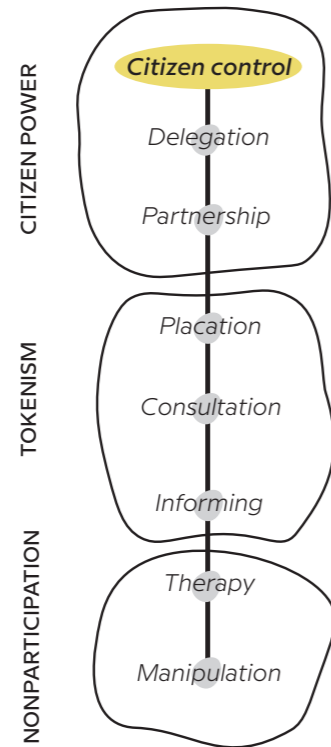 CITIZEN POWER
Citizen control
Delegation
Partnership
TOKENISM
Placation
Consultation
Informing
NONPARTICIPATION
Therapy
Manipulation